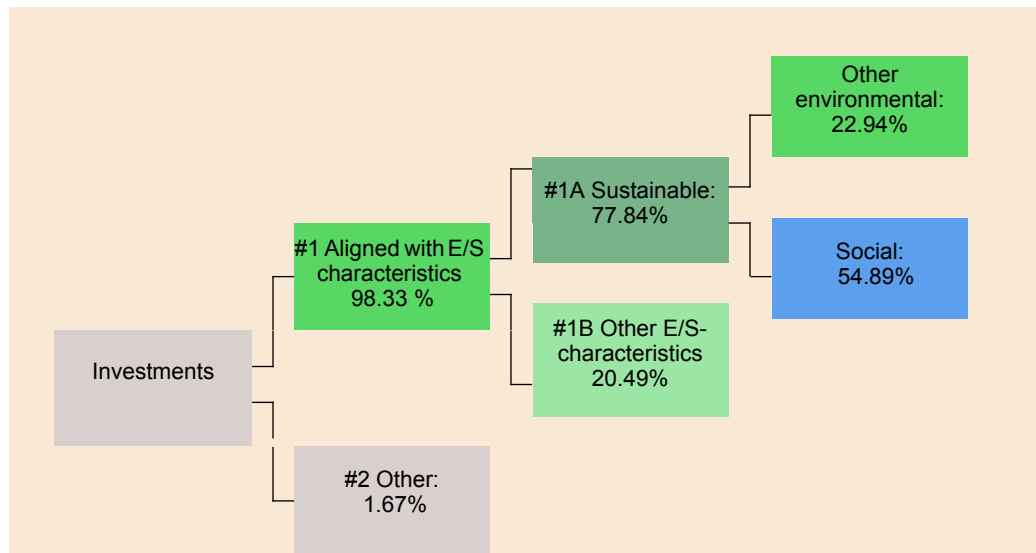 Investments
#1 Aligned with E/S
characteristics
98.33 %
#2 Other:
1.67%
#1A Sustainable:
77.84%
#1B Other E/S-
characteristics
20.49%
Other
environmental:
22.94%
Social:
54.89%